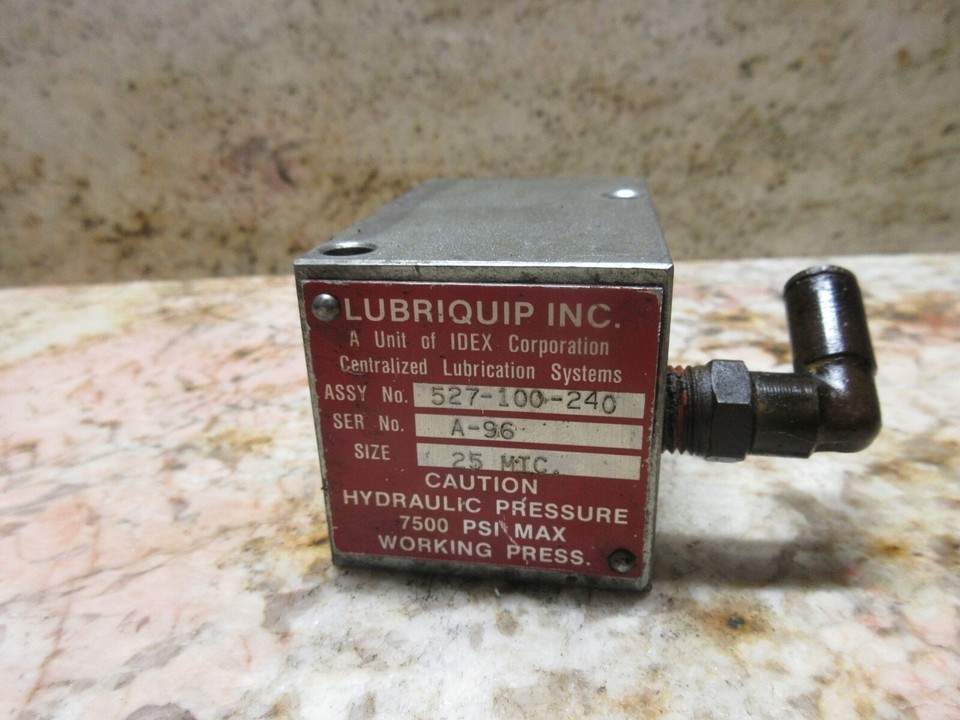 LUBRIQUIP INC.
A Unit of IDEX Corporation
Centralized Lubrication Systems
ASSY No. 527-100-240
SER No. A-96
SIZE 25 MTC.
CAUTION
HYDRAULIC PRESSURE
7500 PSI MAX
WORKING PRESS.